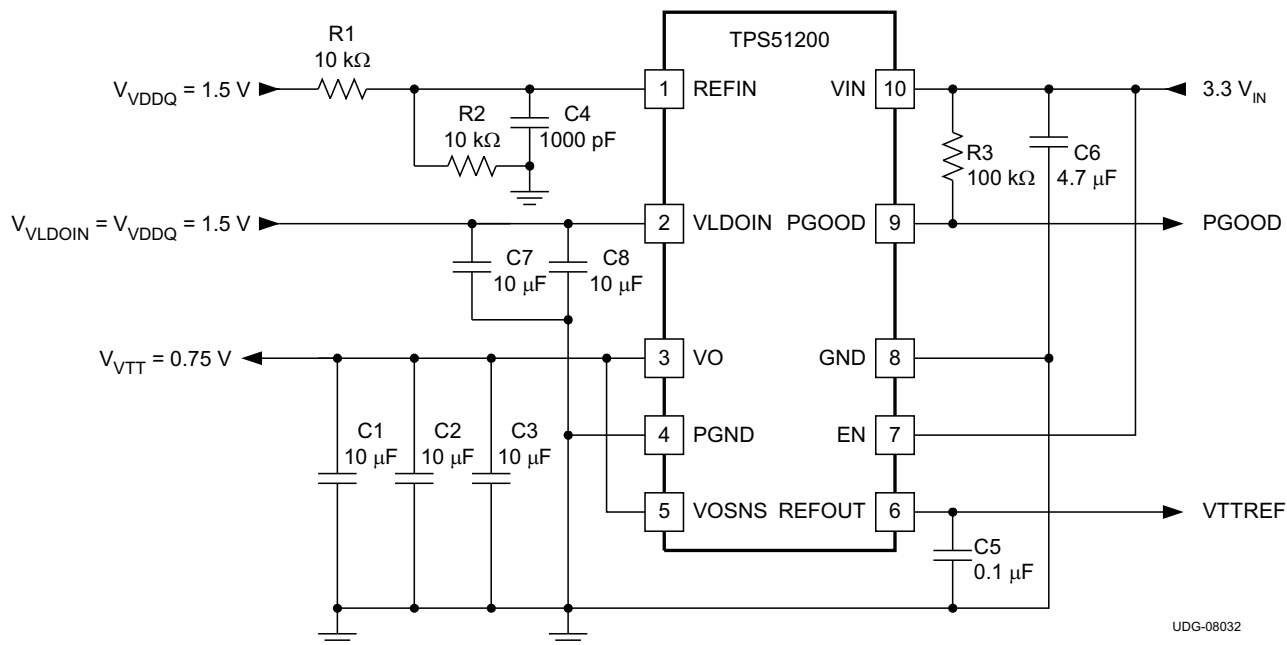 TPS51200
R1
10 kΩ
V_VDDQ = 1.5 V
1
REFIN
VIN
10
3.3 V_IN
R2
10 kΩ
C4
1000 pF
R3
100 kΩ
C6
4.7 μF
V_VLDOIN = V_VDDQ = 1.5 V
2
VLDOIN
PGOOD
9
PGOOD
C7
10 μF
C8
10 μF
V_VTT = 0.75 V
3
VO
GND
8
C1
10 μF
C2
10 μF
C3
10 μF
4
PGND
EN
7
5
VOSNS
REFOUT
6
VTTREF
C5
0.1 μF
UDG-08032